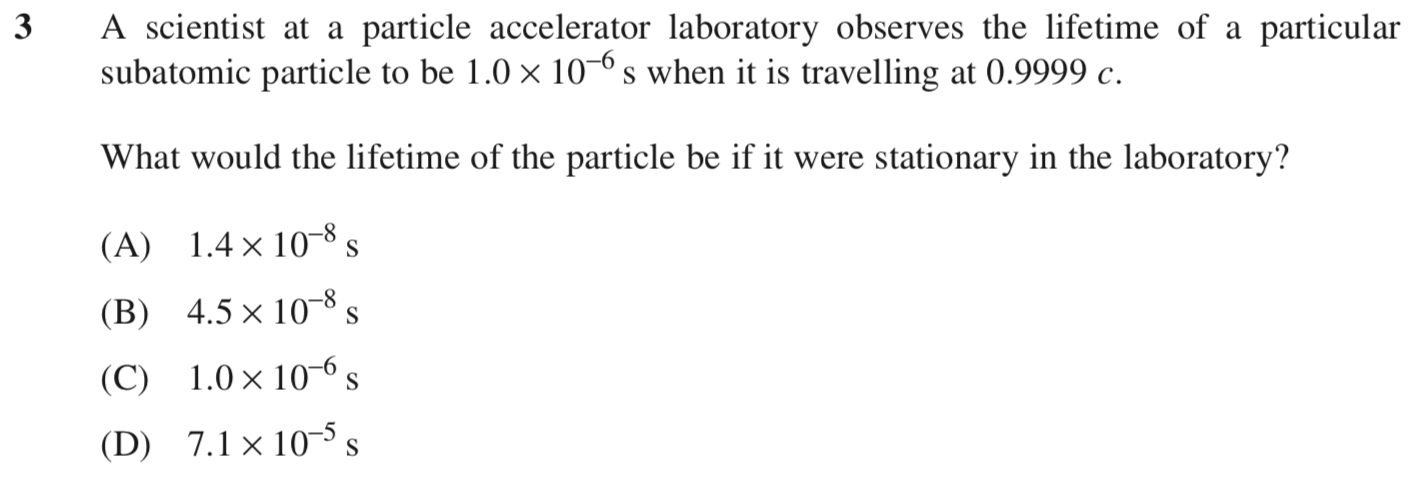 3 A scientist at a particle accelerator laboratory observes the lifetime of a particular
subatomic particle to be 1.0 × 10⁻⁶ s when it is travelling at 0.9999 c.
What would the lifetime of the particle be if it were stationary in the laboratory?
(A) 1.4 × 10⁻⁸ s
(B) 4.5 × 10⁻⁸ s
(C) 1.0 × 10⁻⁶ s
(D) 7.1 × 10⁻⁵ s